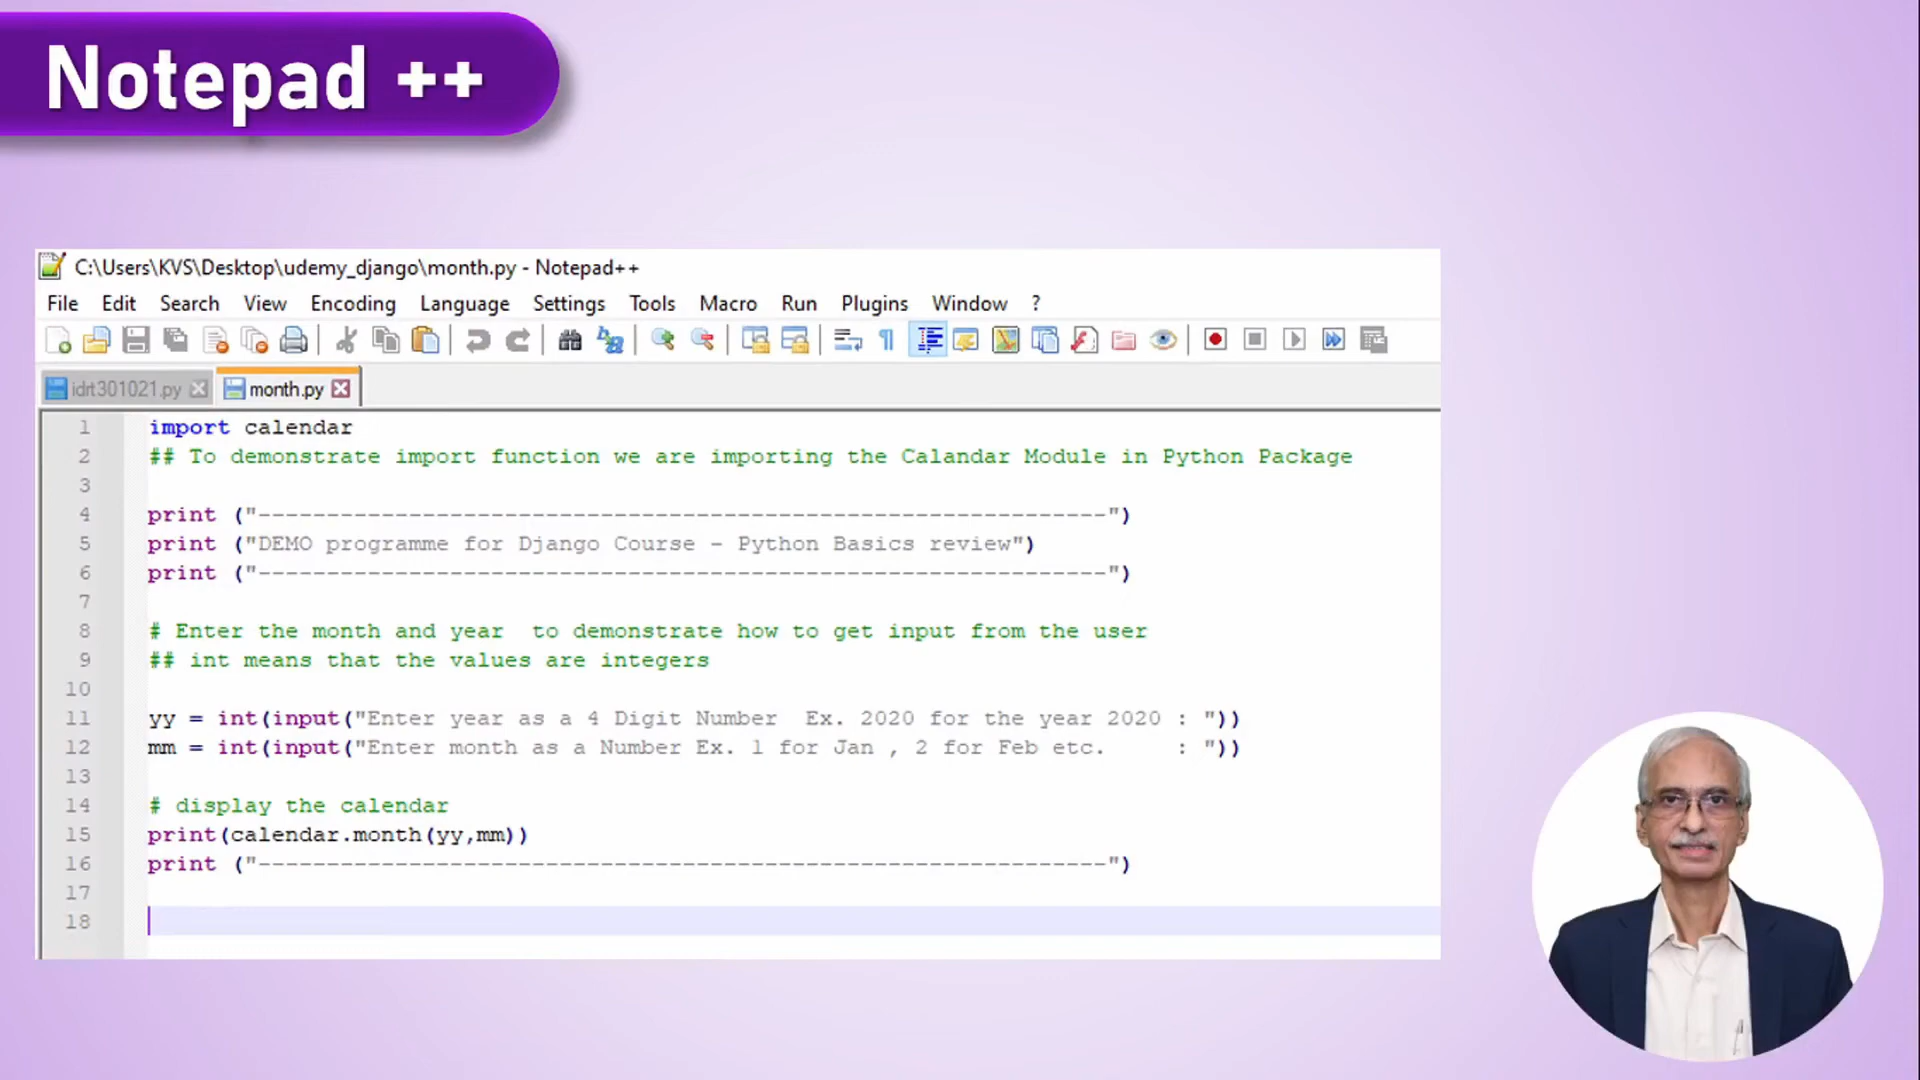 Notepad ++
C:\Users\KVS\Desktop\udemy_django\month.py - Notepad++
File Edit Search View Encoding Language Settings Tools Macro Run Plugins Window ?
idrt301021.py month.py
1 import calendar
2 ## To demonstrate import function we are importing the Calandar Module in Python Package
3
4 print ("--------------------------------------------------------------")
5 print ("DEMO programme for Django Course - Python Basics review")
6 print ("--------------------------------------------------------------")
7
8 # Enter the month and year  to demonstrate how to get input from the user
9 ## int means that the values are integers
10
11 yy = int(input("Enter year as a 4 Digit Number  Ex. 2020 for the year 2020 : "))
12 mm = int(input("Enter month as a Number Ex. 1 for Jan , 2 for Feb etc.     : "))
13
14 # display the calendar
15 print(calendar.month(yy,mm))
16 print ("--------------------------------------------------------------")
17
18